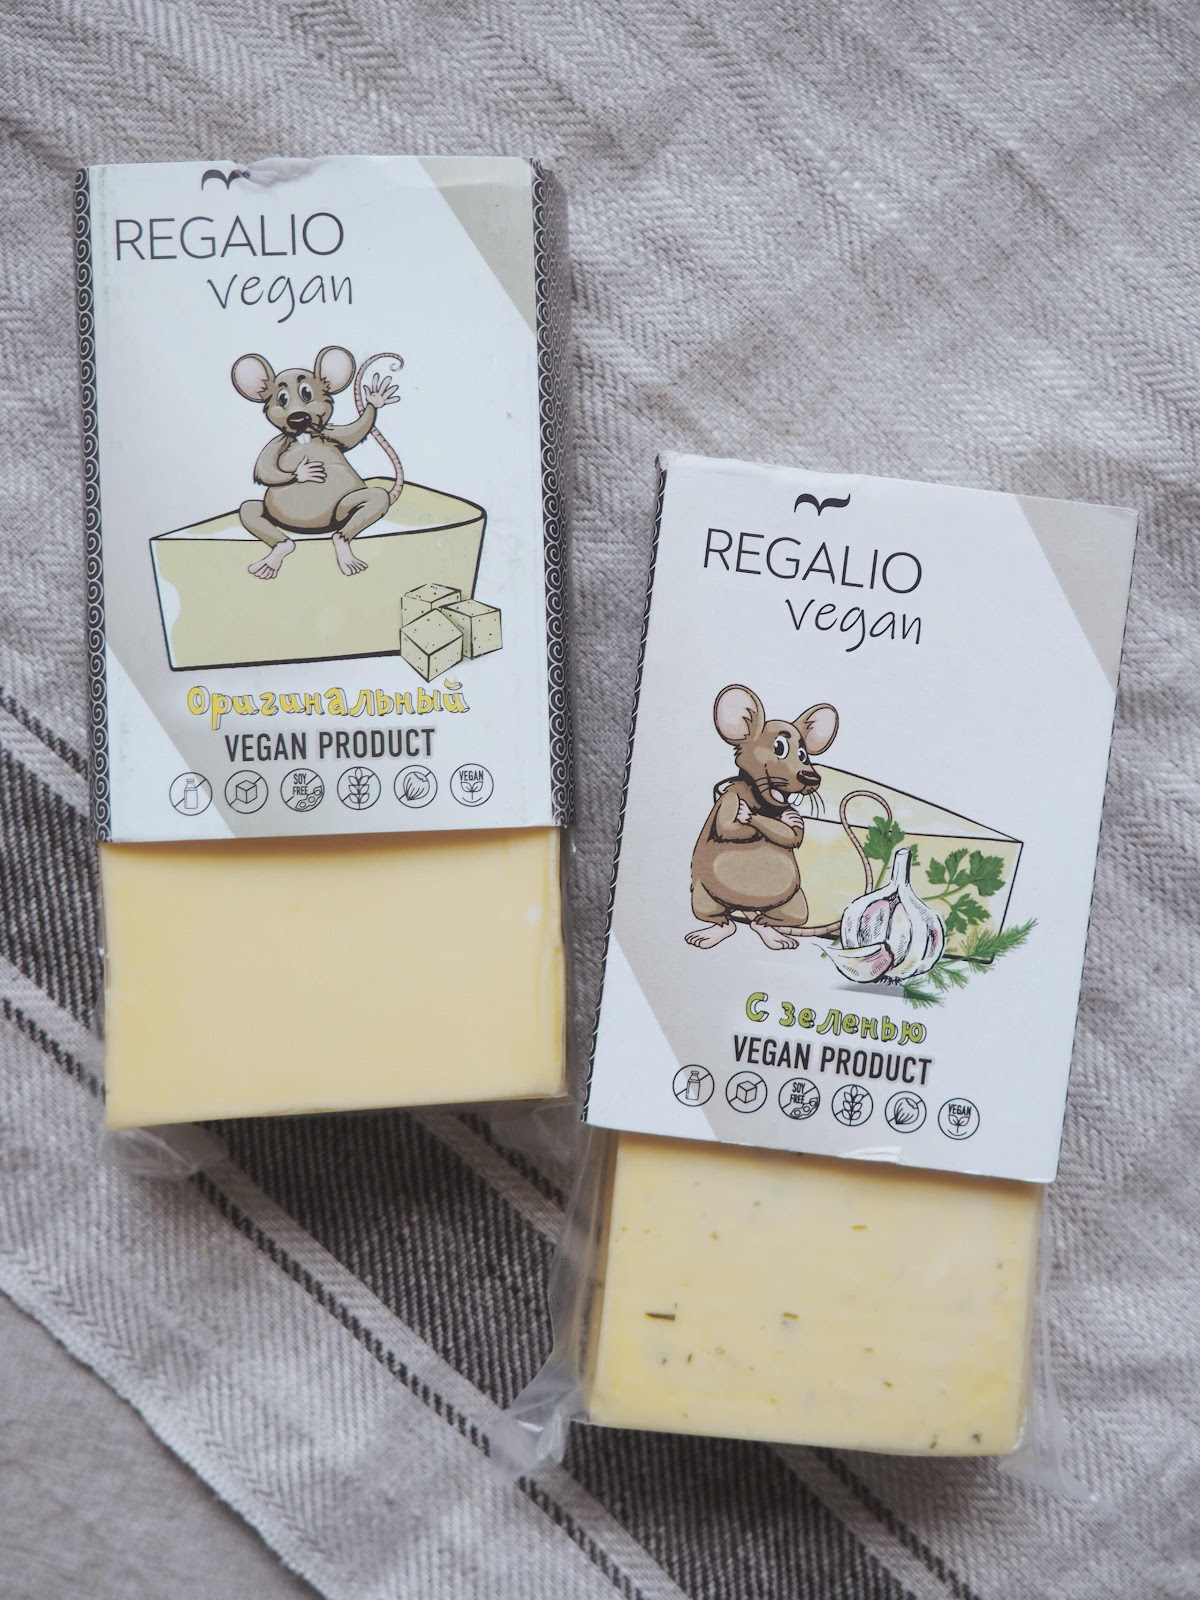 REGALIO
vegan
Оригинальный
VEGAN PRODUCT
SOY
FREE
VEGAN
REGALIO
vegan
С зеленью
VEGAN PRODUCT
SOY
FREE
VEGAN